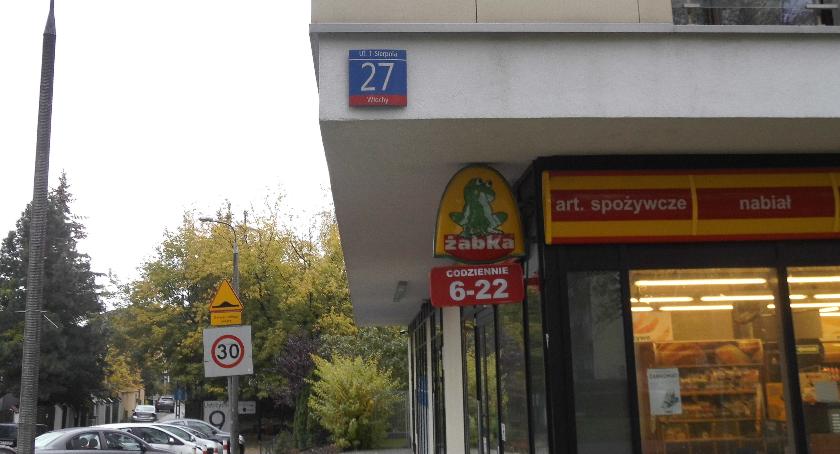 Ul. 1-Sierpnia
27
Włochy
żabka
CODZIENNIE
6-22
art. spożywcze
nabiał
30